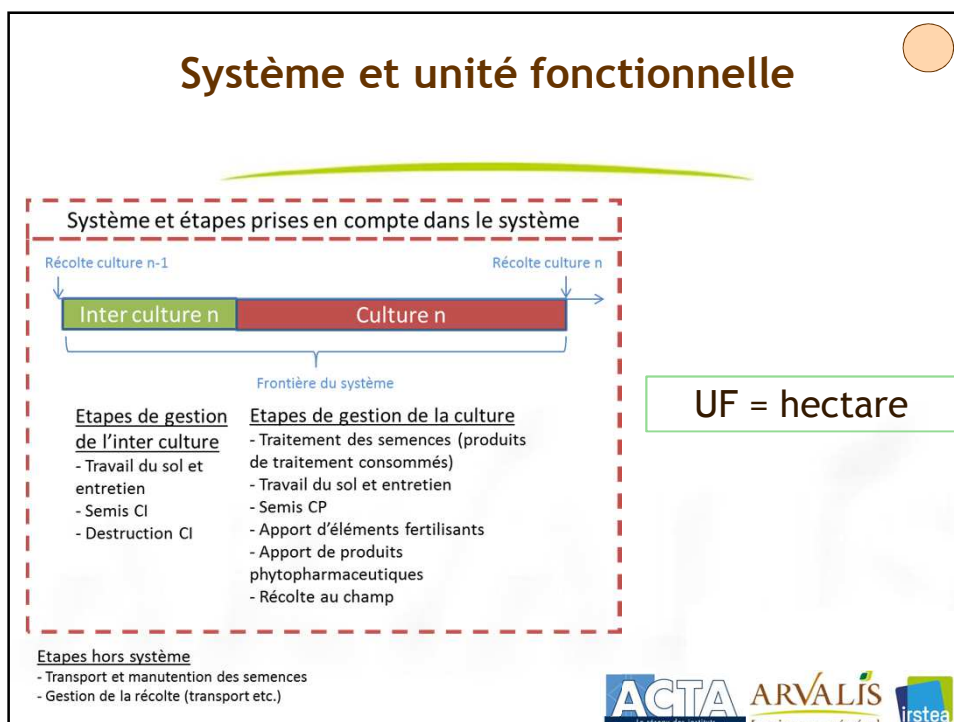 Système et unité fonctionnelle
Système et étapes prises en compte dans le système
Récolte culture n-1
Récolte culture n
Inter culture n
Culture n
Frontière du système
Etapes de gestion
de l'inter culture
- Travail du sol et
entretien
- Semis CI
- Destruction CI
Etapes de gestion de la culture
- Traitement des semences (produits
de traitement consommés)
- Travail du sol et entretien
- Semis CP
- Apport d'éléments fertilisants
- Apport de produits
phytopharmaceutiques
- Récolte au champ
UF = hectare
Etapes hors système
- Transport et manutention des semences
- Gestion de la récolte (transport etc.)
ACTA
ARVALIS
irstea